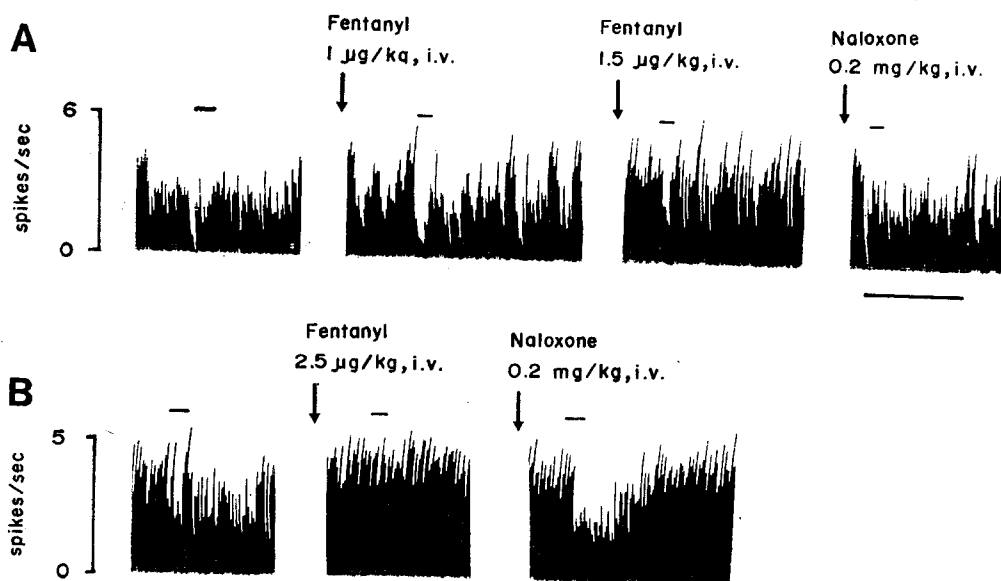 A
Fentanyl
1 µg/kq, i.v.
Fentanyl
1.5 µg/kg, i.v.
Naloxone
0.2 mg/kg, i.v.
6
spikes/sec
0
B
Fentanyl
2.5 µg/kg, i.v.
Naloxone
0.2 mg/kg, i.v.
5
spikes/sec
0